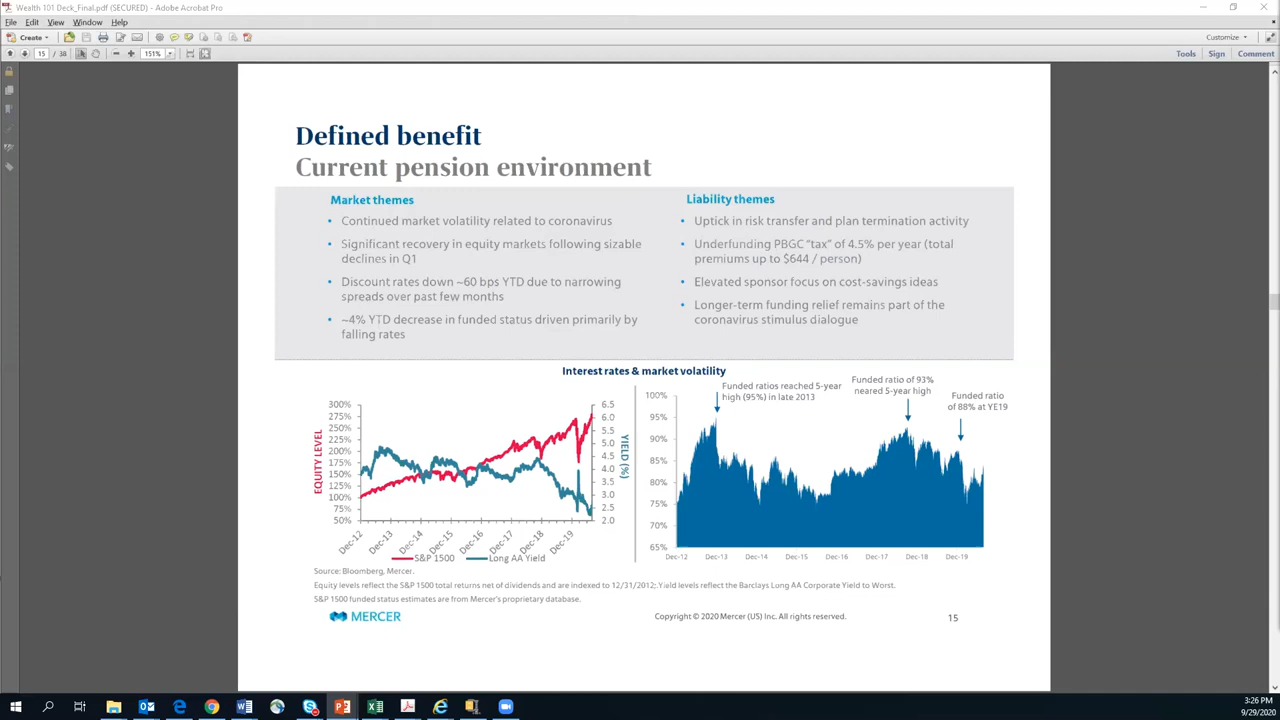 Wealth 101 Deck_Final.pdf (SECURED) - Adobe Acrobat Pro
File Edit View Window Help
Create
Customize
15 / 38
151%
Tools Sign Comment
Defined benefit
Current pension environment
Market themes
• Continued market volatility related to coronavirus
• Significant recovery in equity markets following sizable
declines in Q1
• Discount rates down ~60 bps YTD due to narrowing
spreads over past few months
• ~4% YTD decrease in funded status driven primarily by
falling rates
Liability themes
• Uptick in risk transfer and plan termination activity
• Underfunding PBGC “tax” of 4.5% per year (total
premiums up to $644 / person)
• Elevated sponsor focus on cost-savings ideas
• Longer-term funding relief remains part of the
coronavirus stimulus dialogue
Interest rates & market volatility
EQUITY LEVEL
300%
275%
250%
225%
200%
175%
150%
125%
100%
75%
50%
6.5
6.0
5.5
5.0
4.5
4.0
3.5
3.0
2.5
2.0
YIELD (%)
Dec-12 Dec-13 Dec-14 Dec-15 Dec-16 Dec-17 Dec-18 Dec-19
S&P 1500 Long AA Yield
Funded ratios reached 5-year
high (95%) in late 2013
Funded ratio of 93%
neared 5-year high
Funded ratio
of 88% at YE19
100%
95%
90%
85%
80%
75%
70%
65%
Dec-12 Dec-13 Dec-14 Dec-15 Dec-16 Dec-17 Dec-18 Dec-19
Source: Bloomberg, Mercer.
Equity levels reflect the S&P 1500 total returns net of dividends and are indexed to 12/31/2012;.Yield levels reflect the Barclays Long AA Corporate Yield to Worst.
S&P 1500 funded status estimates are from Mercer's proprietary database.
MERCER
Copyright © 2020 Mercer (US) Inc. All rights reserved.
15
3:26 PM
9/29/2020